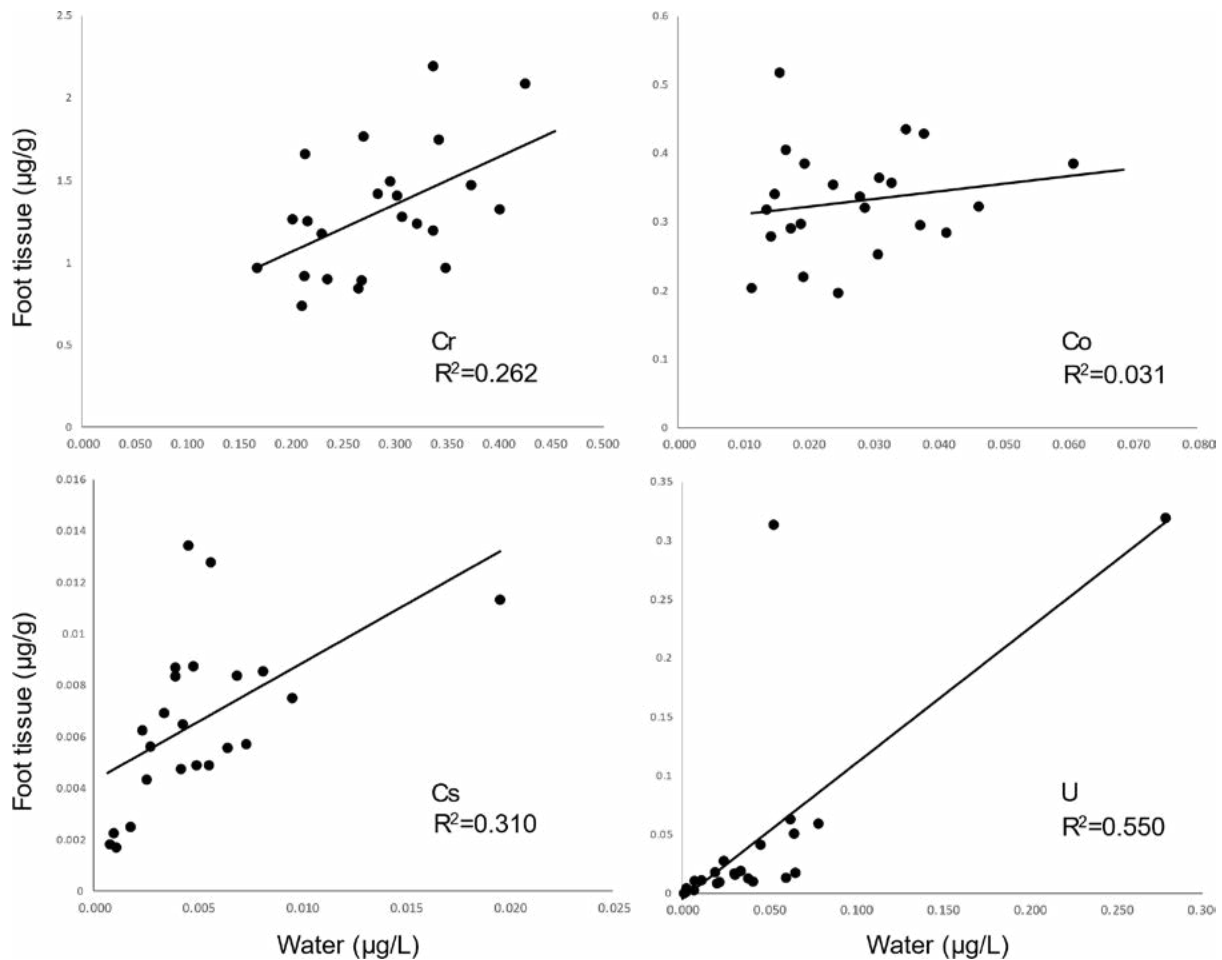 Foot tissue (µg/g)
2.5
2
1.5
1
0.5
0
0.000 0.050 0.100 0.150 0.200 0.250 0.300 0.350 0.400 0.450 0.500
Cr
R²=0.262
0.6
0.5
0.4
0.3
0.2
0.1
0
0.000 0.010 0.020 0.030 0.040 0.050 0.060 0.070 0.080
Co
R²=0.031
Foot tissue (µg/g)
0.016
0.014
0.012
0.01
0.008
0.006
0.004
0.002
0
0.000 0.005 0.010 0.015 0.020 0.025
Cs
R²=0.310
Water (µg/L)
0.35
0.3
0.25
0.2
0.15
0.1
0.05
0
0.000 0.050 0.100 0.150 0.200 0.250 0.300
U
R²=0.550
Water (µg/L)